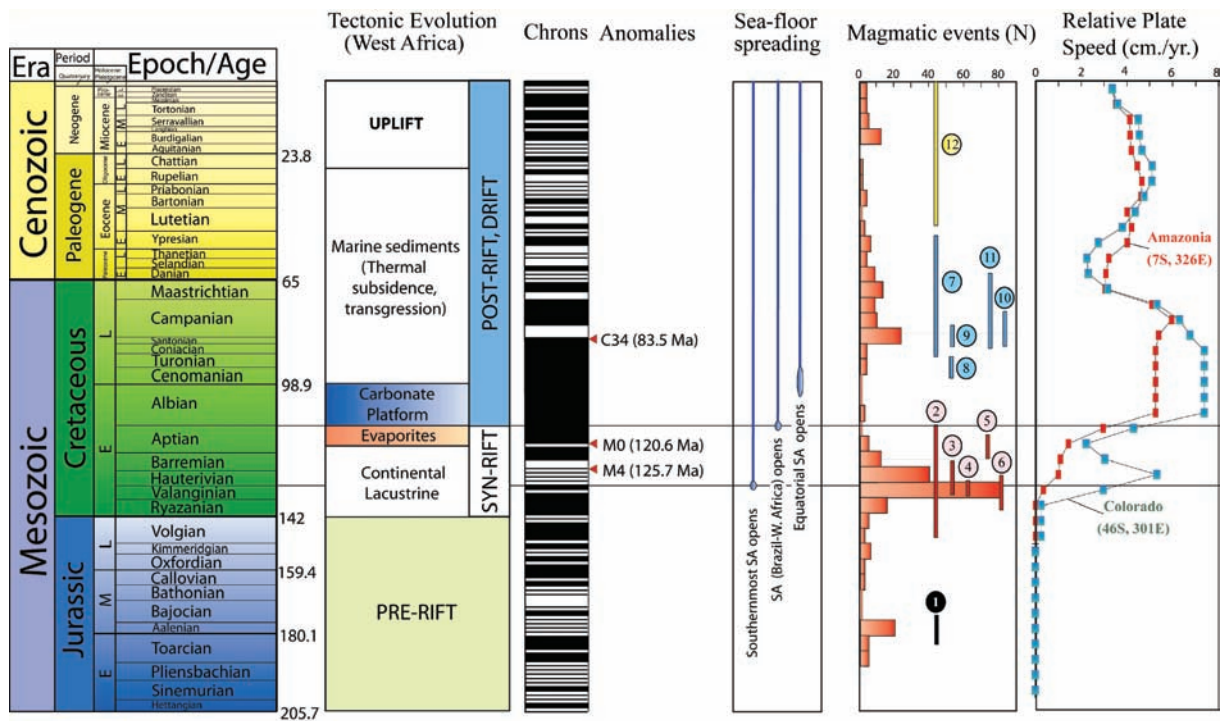 Tectonic Evolution
(West Africa)
Chrons
Anomalies
Sea-floor
spreading
Magmatic events (N)
Relative Plate
Speed (cm./yr.)
Era
Period
Epoch/Age
Quaternary
Holocene
Pleistocene
0 20 40 60 80
0 2 4 6 8
Cenozoic
Neogene
Miocene
L
M
E
Tortonian
Serravallian
Burdigalian
Aquitanian
23.8
Paleogene
Oligocene
L
E
Chattian
Rupelian
Eocene
L
M
E
Priabonian
Bartonian
Lutetian
Ypresian
L
E
Thanetian
Selandian
Danian
65
Mesozoic
Cretaceous
L
Maastrichtian
Campanian
Santonian
Coniacian
Turonian
Cenomanian
98.9
E
Albian
Aptian
Barremian
Hauterivian
Valanginian
Ryazanian
142
Jurassic
L
Volgian
Kimmeridgian
Oxfordian
159.4
M
Callovian
Bathonian
Bajocian
Aalenian
180.1
E
Toarcian
Pliensbachian
Sinemurian
Hettangian
205.7
UPLIFT
Marine sediments
(Thermal
subsidence,
transgression)
Carbonate
Platform
Evaporites
Continental
Lacustrine
PRE-RIFT
POST-RIFT, DRIFT
SYN-RIFT
C34 (83.5 Ma)
M0 (120.6 Ma)
M4 (125.7 Ma)
Southernmost SA opens
SA (Brazil-W. Africa) opens
Equatorial SA opens
12
11
7
10
9
8
2
5
3
4
6
1
Amazonia
(7S, 326E)
Colorado
(46S, 301E)